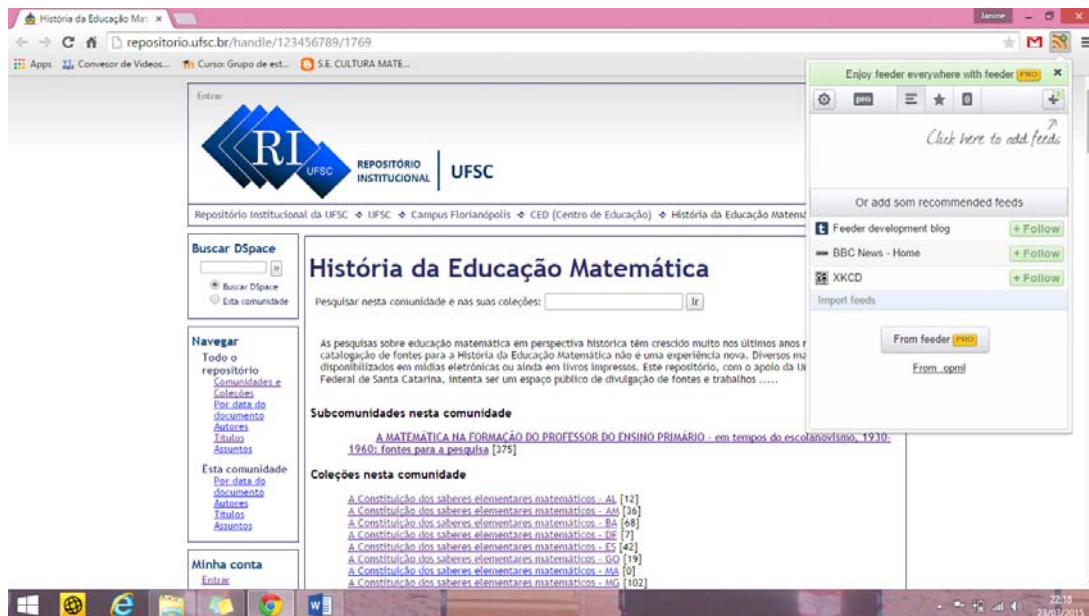 História da Educação Mat
Janine
repositorio.ufsc.br/handle/123456789/1769
Apps
Convesor de Videos...
Curso: Grupo de est...
S.E. CULTURA MATE...
Entrar
RI
UFSC
REPOSITÓRIO
INSTITUCIONAL
UFSC
Repositório Institucional da UFSC ❖ UFSC ❖ Campus Florianópolis ❖ CED (Centro de Educação) ❖ História da Educação Matemá
Buscar DSpace
Ir
Buscar DSpace
Esta comunidade
Navegar
Todo o
repositório
Comunidades e
Coleções
Por data do
documento
Autores
Títulos
Assuntos
Esta comunidade
Por data do
documento
Autores
Títulos
Assuntos
Minha conta
Entrar
História da Educação Matemática
Pesquisar nesta comunidade e nas suas coleções:
Ir
As pesquisas sobre educação matemática em perspectiva histórica têm crescido muito nos últimos anos
catalogação de fontes para a História da Educação Matemática não é uma experiência nova. Diversos ma
disponibilizados em mídias eletrônicas ou ainda em livros impressos. Este repositório, com o apoio da Un
Federal de Santa Catarina, intenta ser um espaço público de divulgação de fontes e trabalhos .....
Subcomunidades nesta comunidade
A MATEMÁTICA NA FORMAÇÃO DO PROFESSOR DO ENSINO PRIMÁRIO - em tempos do escolanovismo, 1930-
1960: fontes para a pesquisa [375]
Coleções nesta comunidade
A Constituição dos saberes elementares matemáticos - AL [12]
A Constituição dos saberes elementares matemáticos - AM [36]
A Constituição dos saberes elementares matemáticos - BA [68]
A Constituição dos saberes elementares matemáticos - DF [7]
A Constituição dos saberes elementares matemáticos - ES [42]
A Constituição dos saberes elementares matemáticos - GO [19]
A Constituição dos saberes elementares matemáticos - MA [0]
A Constituição dos saberes elementares matemáticos - MG [102]
Enjoy feeder everywhere with feeder PRO
pro
0
Click here to add feeds
Or add som recommended feeds
Feeder development blog
+ Follow
BBC News - Home
+ Follow
XKCD
+ Follow
Import feeds
From feeder PRO
From .opml
22:18
23/03/2015